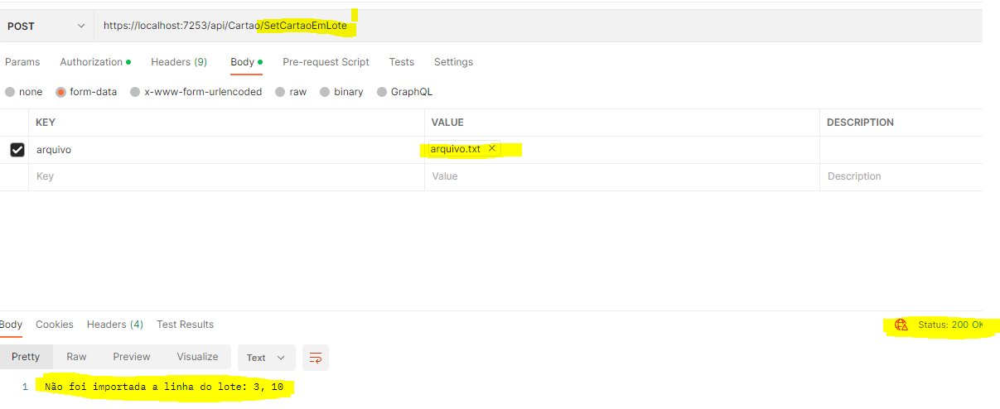 POST https://localhost:7253/api/Cartao/SetCartaoEmLote
Params Authorization Headers (9) Body Pre-request Script Tests Settings
none form-data x-www-form-urlencoded raw binary GraphQL
KEY VALUE DESCRIPTION
arquivo arquivo.txt
Key Value Description
Body Cookies Headers (4) Test Results Status: 200 OK
Pretty Raw Preview Visualize Text
1 Não foi importada a linha do lote: 3, 10